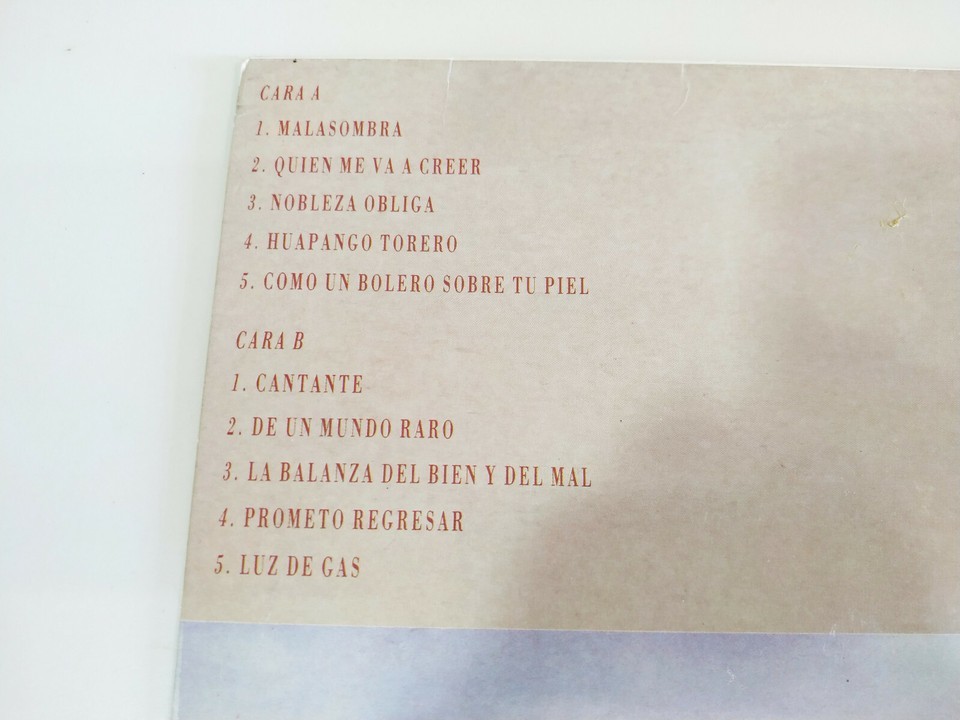 CARA A
1. MALASOMBRA
2. QUIEN ME VA A CREER
3. NOBLEZA OBLIGA
4. HUAPANGO TORERO
5. COMO UN BOLERO SOBRE TU PIEL
CARA B
1. CANTANTE
2. DE UN MUNDO RARO
3. LA BALANZA DEL BIEN Y DEL MAL
4. PROMETO REGRESAR
5. LUZ DE GAS